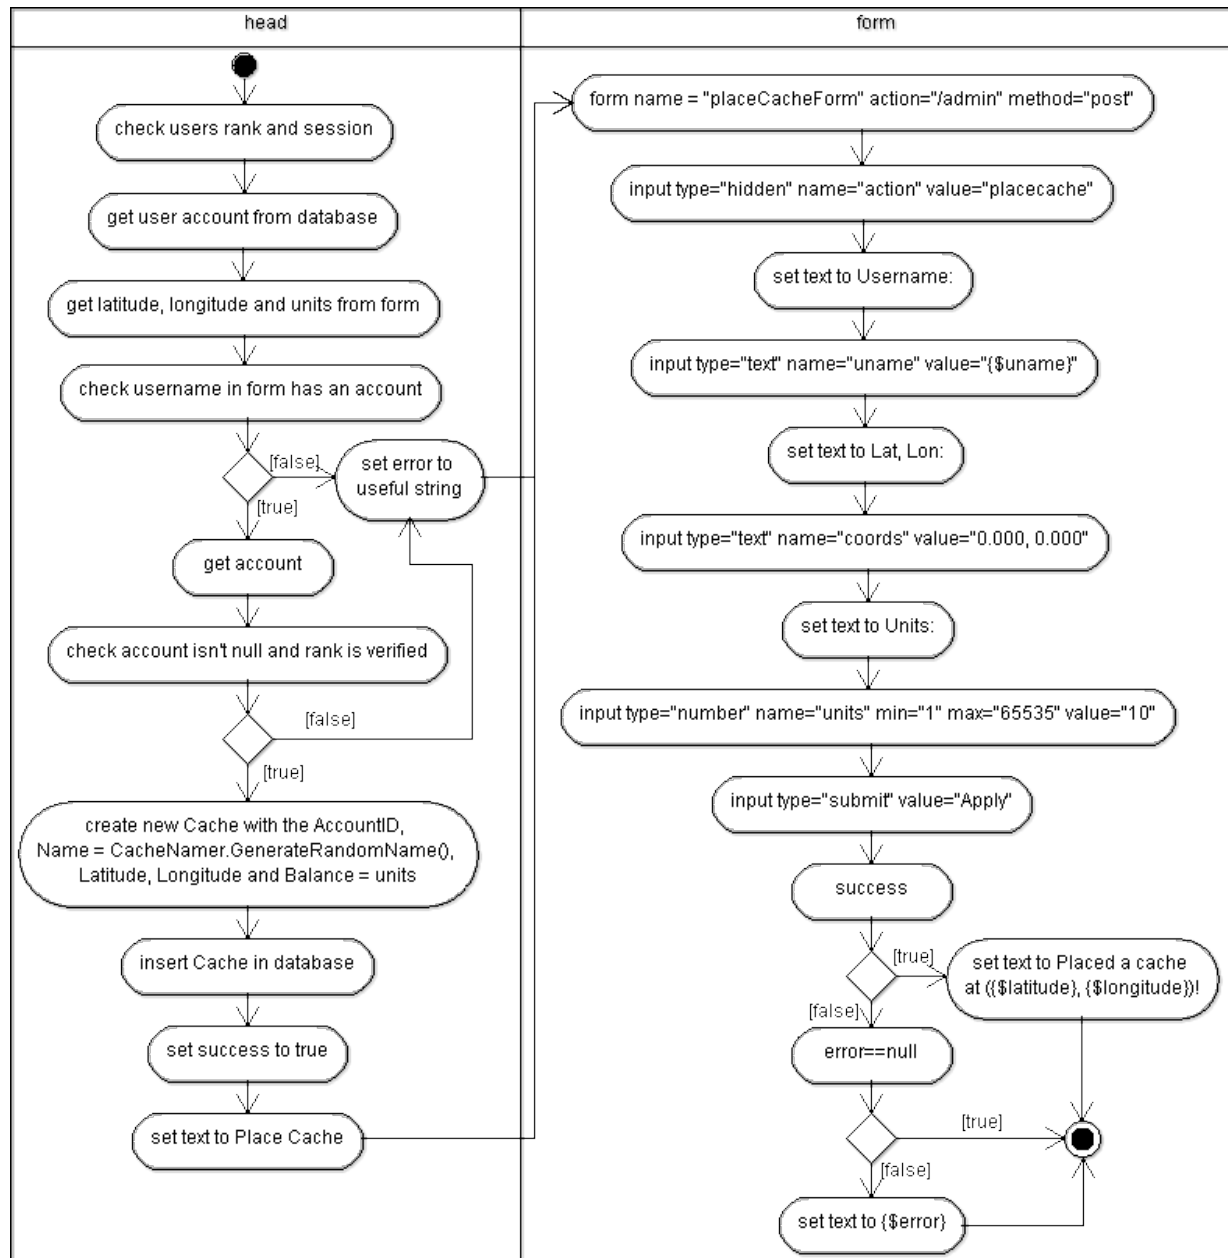 head
check users rank and session
get user account from database
get latitude, longitude and units from form
check username in form has an account
[false]
set error to
useful string
[true]
get account
check account isn't null and rank is verified
[false]
[true]
create new Cache with the AccountID,
Name = CacheNamer.GenerateRandomName(),
Latitude, Longitude and Balance = units
insert Cache in database
set success to true
set text to Place Cache
form
form name = "placeCacheForm" action="/admin" method="post"
input type="hidden" name="action" value="placecache"
set text to Username:
input type="text" name="uname" value="{$uname}"
set text to Lat, Lon:
input type="text" name="coords" value="0.000, 0.000"
set text to Units:
input type="number" name="units" min="1" max="65535" value="10"
input type="submit" value="Apply"
success
[true]
set text to Placed a cache
at ({$latitude}, {$longitude})!
[false]
error==null
[true]
[false]
set text to {$error}